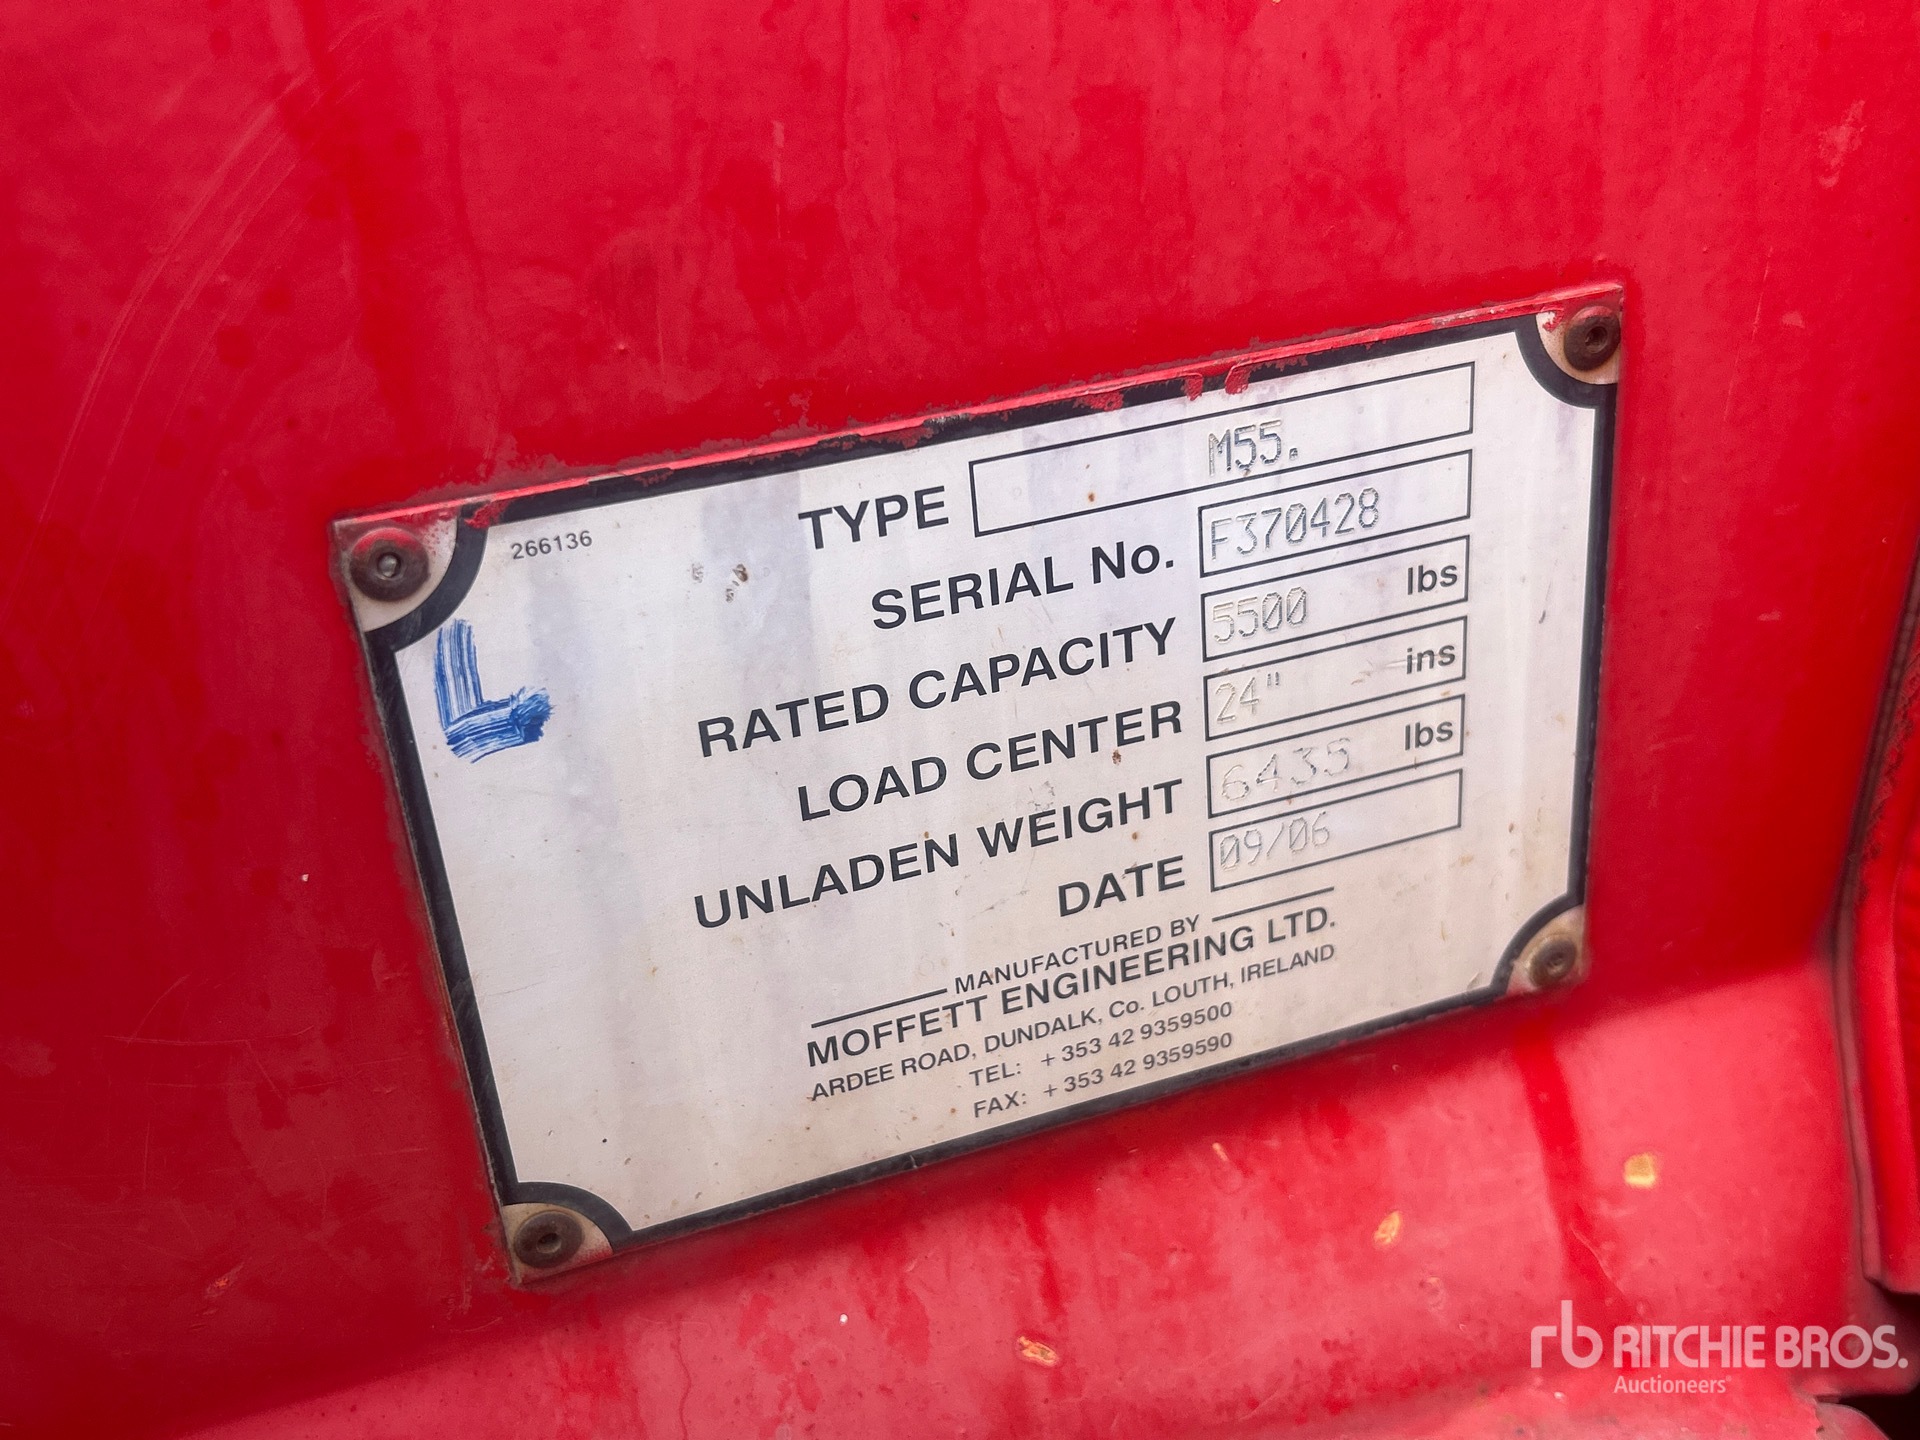 266136
TYPE M55.
SERIAL No. F370428
RATED CAPACITY 5500 lbs
LOAD CENTER 24" ins
UNLADEN WEIGHT 6435 lbs
DATE 09/06
MANUFACTURED BY
MOFFETT ENGINEERING LTD.
ARDEE ROAD, DUNDALK, Co. LOUTH, IRELAND
TEL: + 353 42 9359500
FAX: + 353 42 9359590
L
rb RITCHIE BROS.
Auctioneers